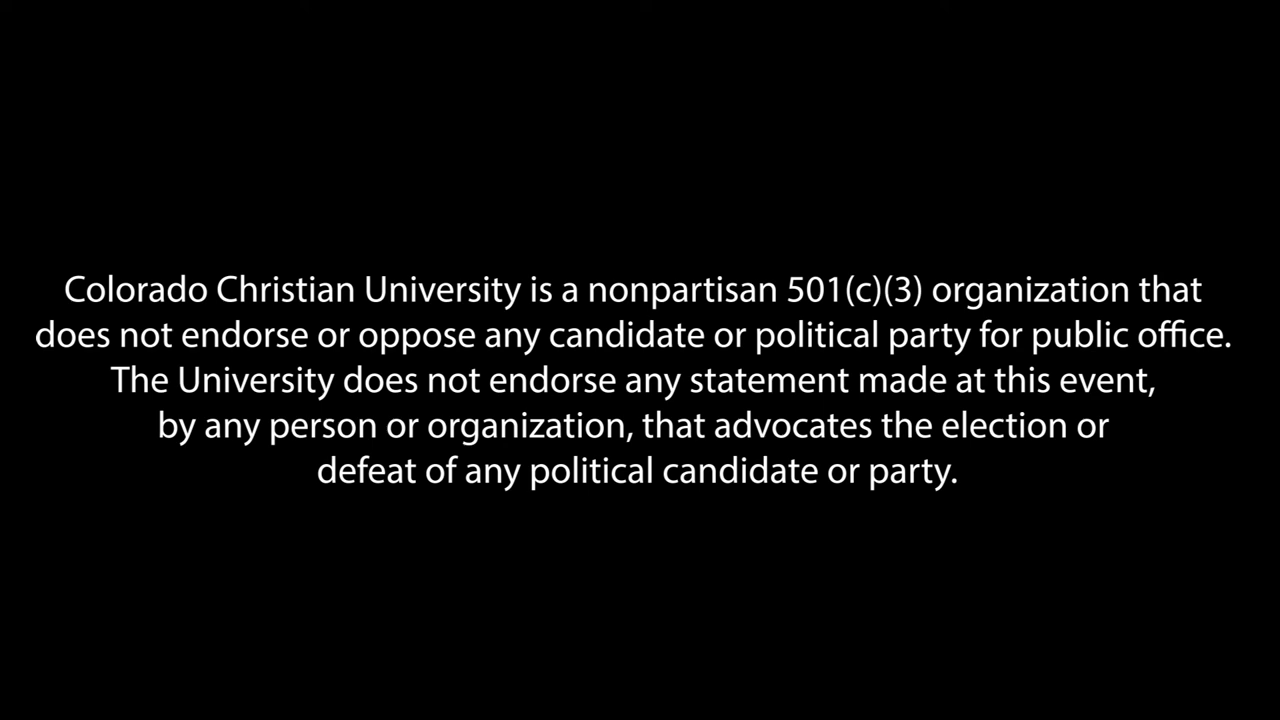 Colorado Christian University is a nonpartisan 501(c)(3) organization that
does not endorse or oppose any candidate or political party for public office.
The University does not endorse any statement made at this event,
by any person or organization, that advocates the election or
defeat of any political candidate or party.